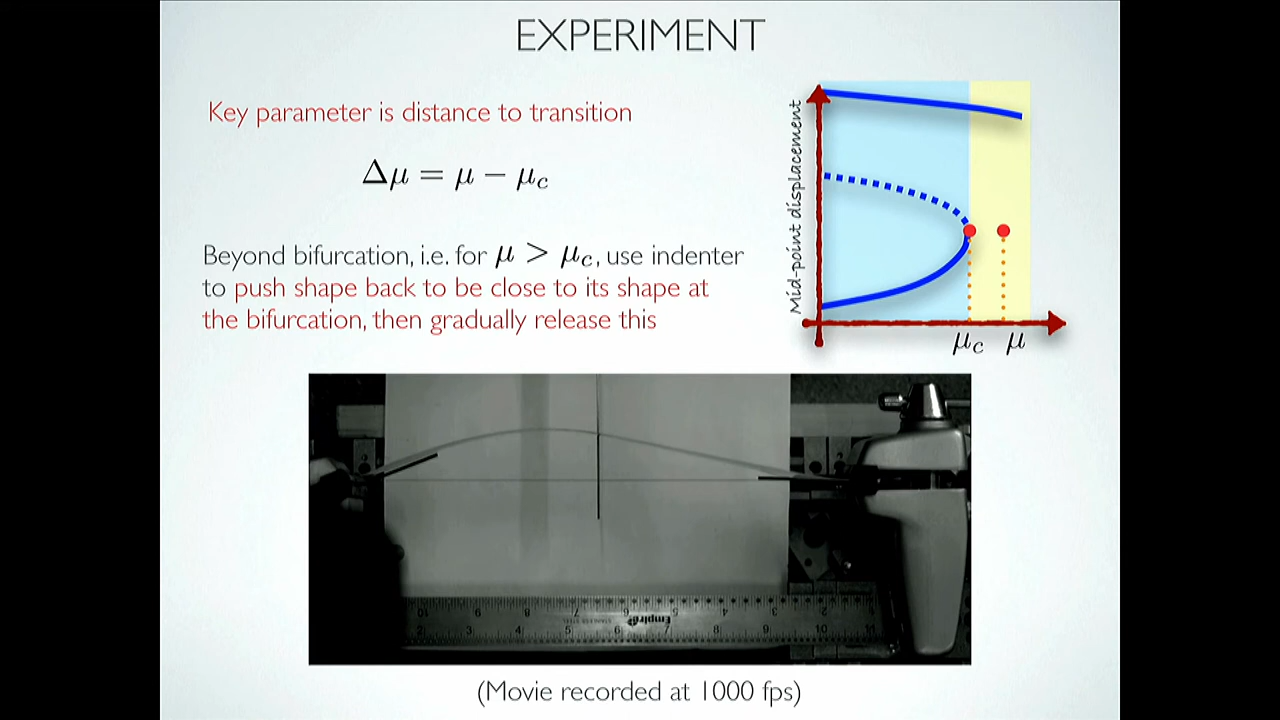 EXPERIMENT
Key parameter is distance to transition
Δμ = μ − μc
Beyond bifurcation, i.e. for μ > μc, use indenter
to push shape back to be close to its shape at
the bifurcation, then gradually release this
Mid-point displacement
μc μ
Empire
(Movie recorded at 1000 fps)